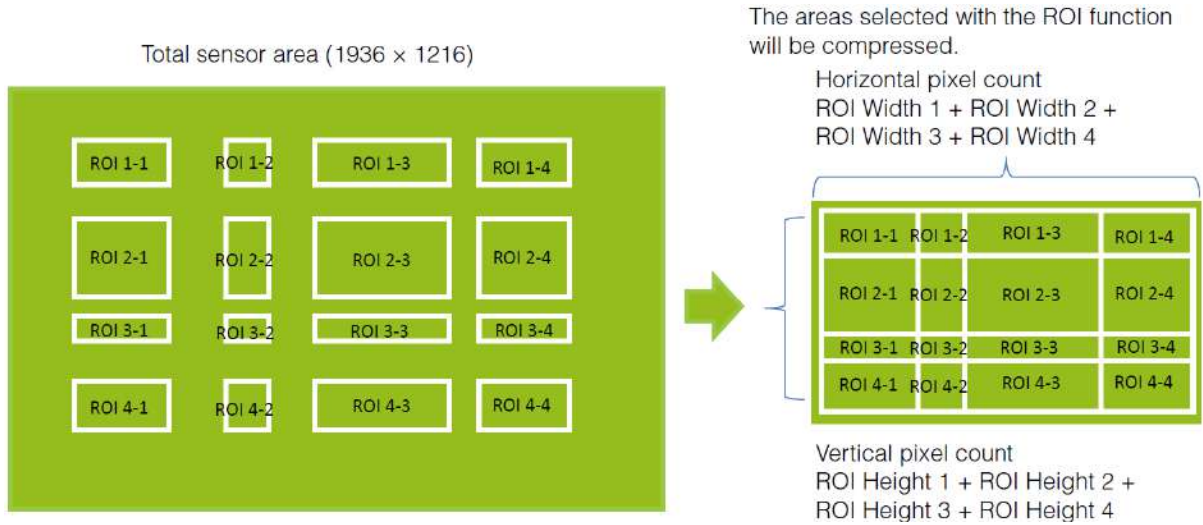 The areas selected with the ROI function
will be compressed.
Total sensor area (1936 × 1216)
Horizontal pixel count
ROI Width 1 + ROI Width 2 +
ROI Width 3 + ROI Width 4
ROI 1-1 ROI 1-2 ROI 1-3 ROI 1-4
ROI 2-1 ROI 2-2 ROI 2-3 ROI 2-4
ROI 3-1 ROI 3-2 ROI 3-3 ROI 3-4
ROI 4-1 ROI 4-2 ROI 4-3 ROI 4-4
ROI 1-1 ROI 1-2 ROI 1-3 ROI 1-4
ROI 2-1 ROI 2-2 ROI 2-3 ROI 2-4
ROI 3-1 ROI 3-2 ROI 3-3 ROI 3-4
ROI 4-1 ROI 4-2 ROI 4-3 ROI 4-4
Vertical pixel count
ROI Height 1 + ROI Height 2 +
ROI Height 3 + ROI Height 4